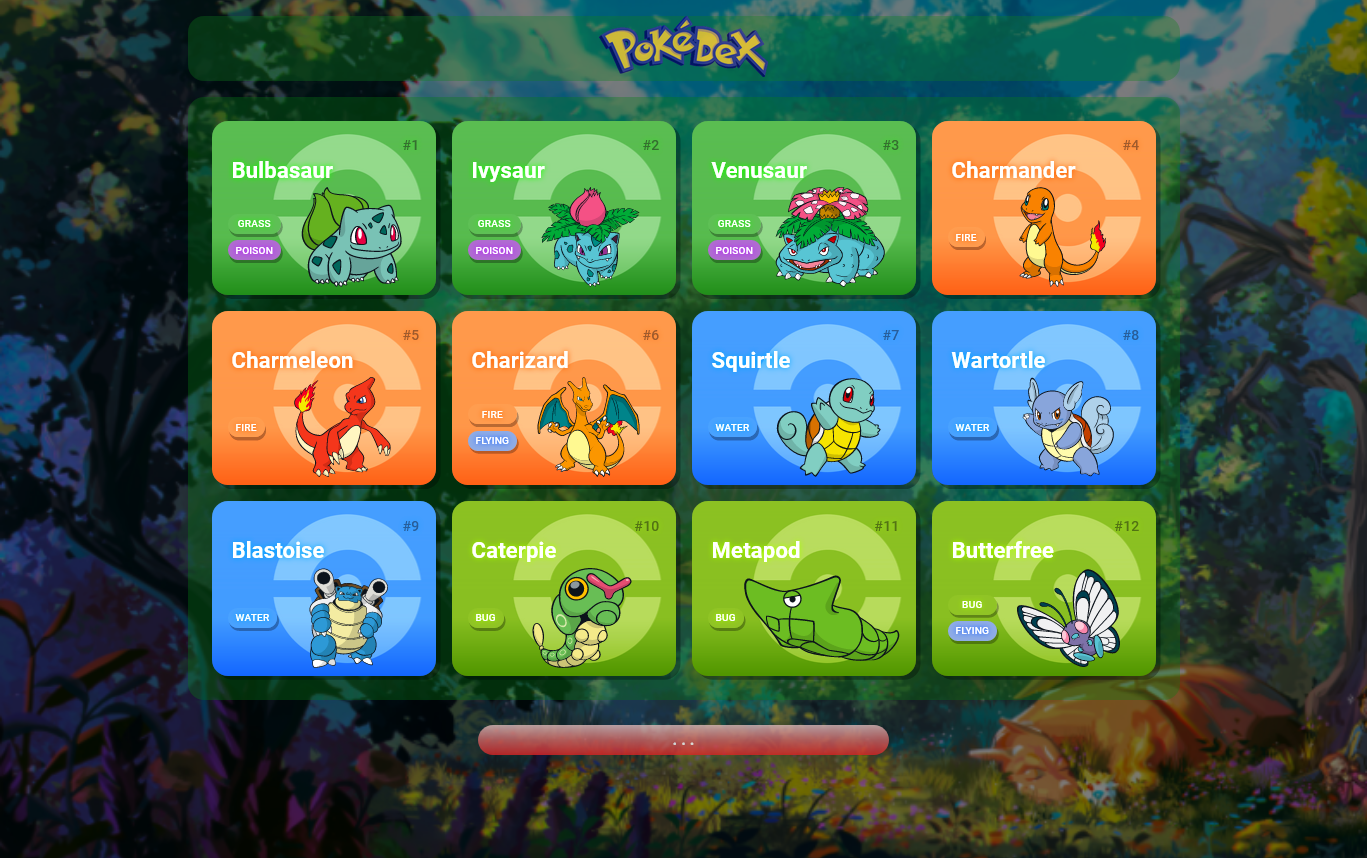 PokéDex
#1
Bulbasaur
GRASS
POISON
#2
Ivysaur
GRASS
POISON
#3
Venusaur
GRASS
POISON
#4
Charmander
FIRE
#5
Charmeleon
FIRE
#6
Charizard
FIRE
FLYING
#7
Squirtle
WATER
#8
Wartortle
WATER
#9
Blastoise
WATER
#10
Caterpie
BUG
#11
Metapod
BUG
#12
Butterfree
BUG
FLYING
...